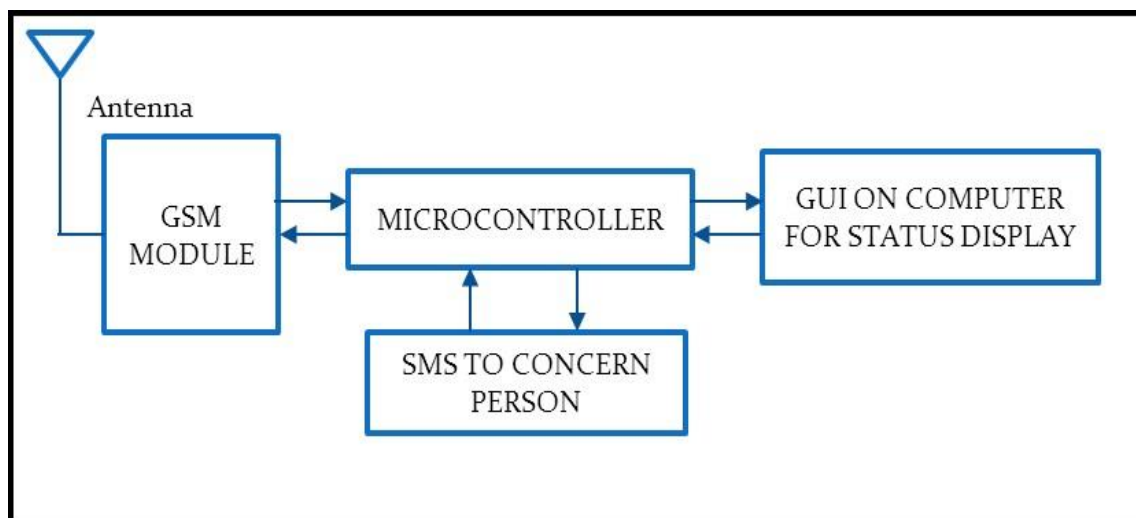 Antenna
GSM
MODULE
MICROCONTROLLER
GUI ON COMPUTER
FOR STATUS DISPLAY
SMS TO CONCERN
PERSON